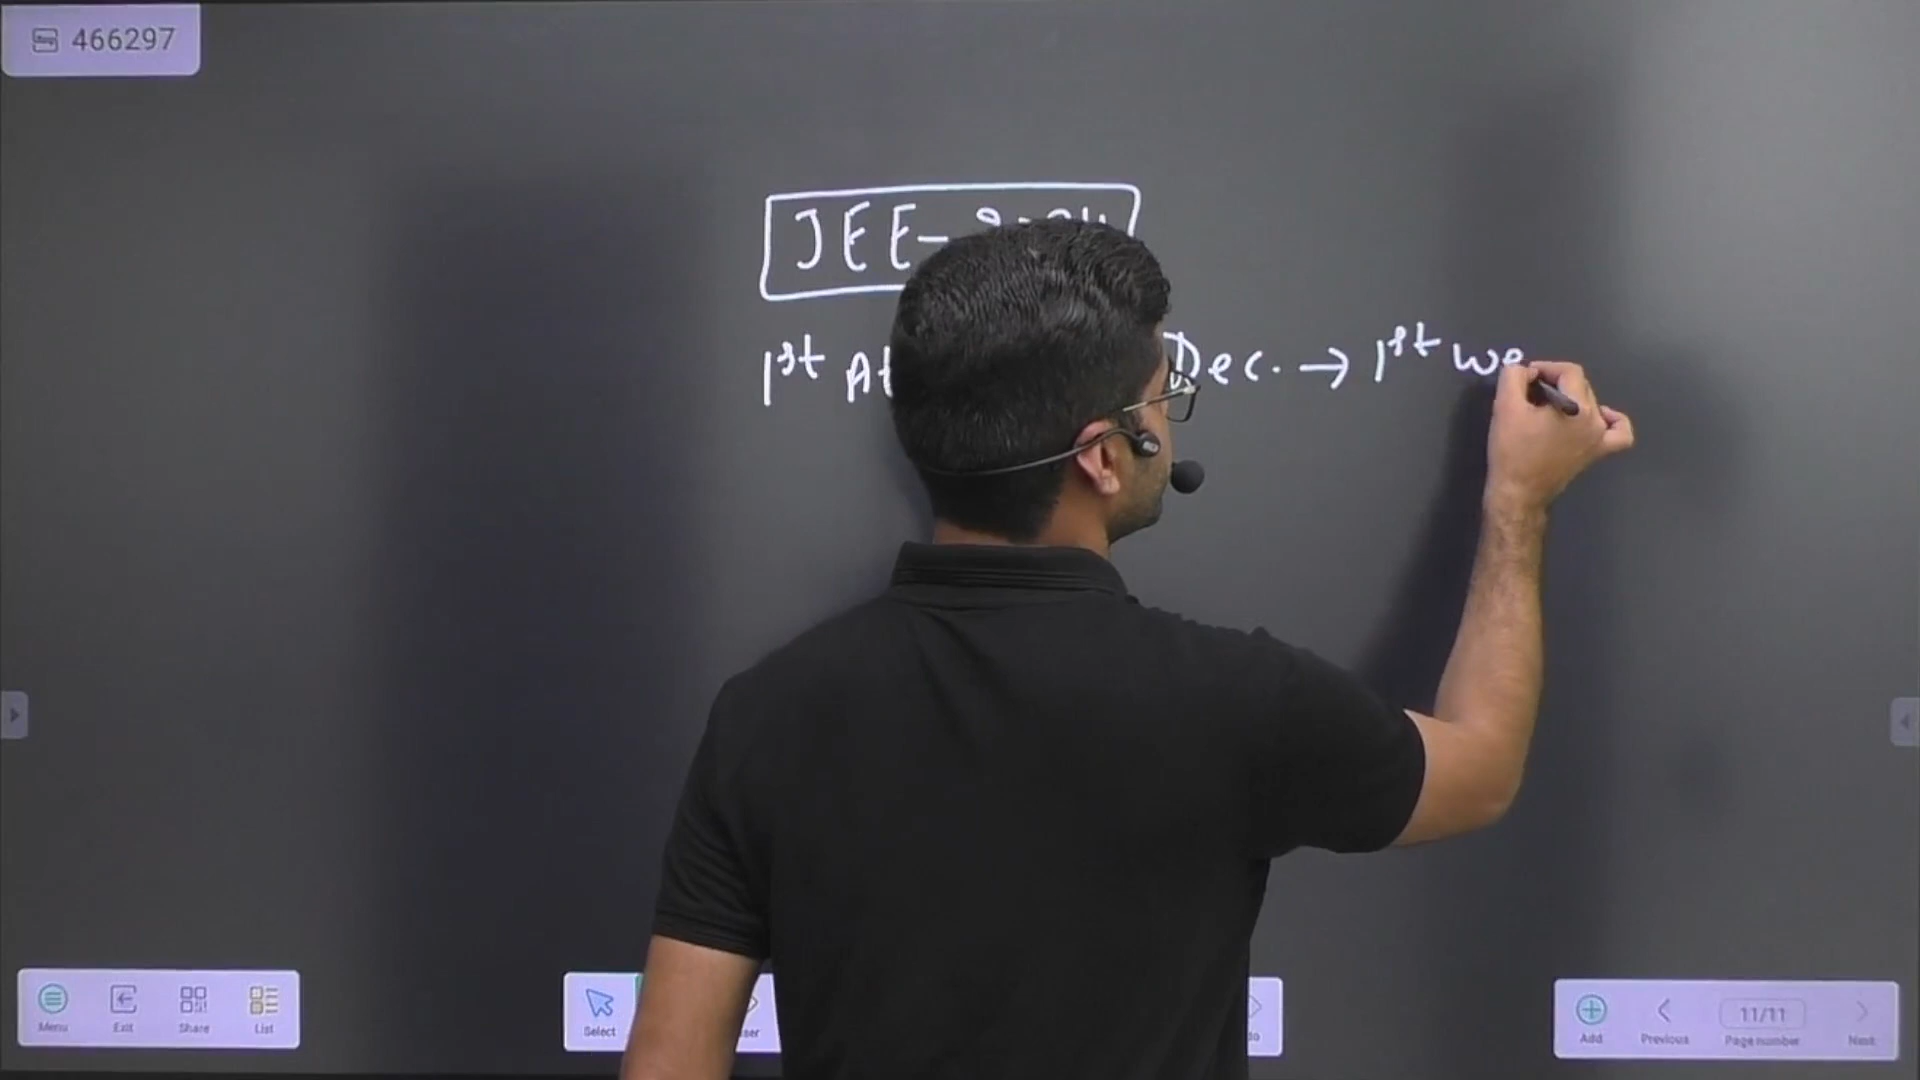 466297
JEE-
1st At Dec. → 1st we
Menu Exit Share List
Select
Add Previous 11/11 Page number Next